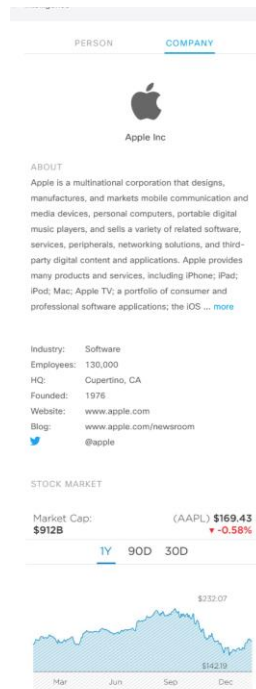 PERSON COMPANY
Apple Inc
ABOUT
Apple is a multinational corporation that designs,
manufactures, and markets mobile communication and
media devices, personal computers, portable digital
music players, and sells a variety of related software,
services, peripherals, networking solutions, and third-
party digital content and applications. Apple provides
many products and services, including iPhone; iPad;
iPod; Mac; Apple TV; a portfolio of consumer and
professional software applications; the iOS ... more
Industry: Software
Employees: 130,000
HQ: Cupertino, CA
Founded: 1976
Website: www.apple.com
Blog: www.apple.com/newsroom
@apple
STOCK MARKET
Market Cap: (AAPL) $169.43
$912B ▼ -0.58%
1Y 90D 30D
$232.07
$142.19
Mar Jun Sep Dec